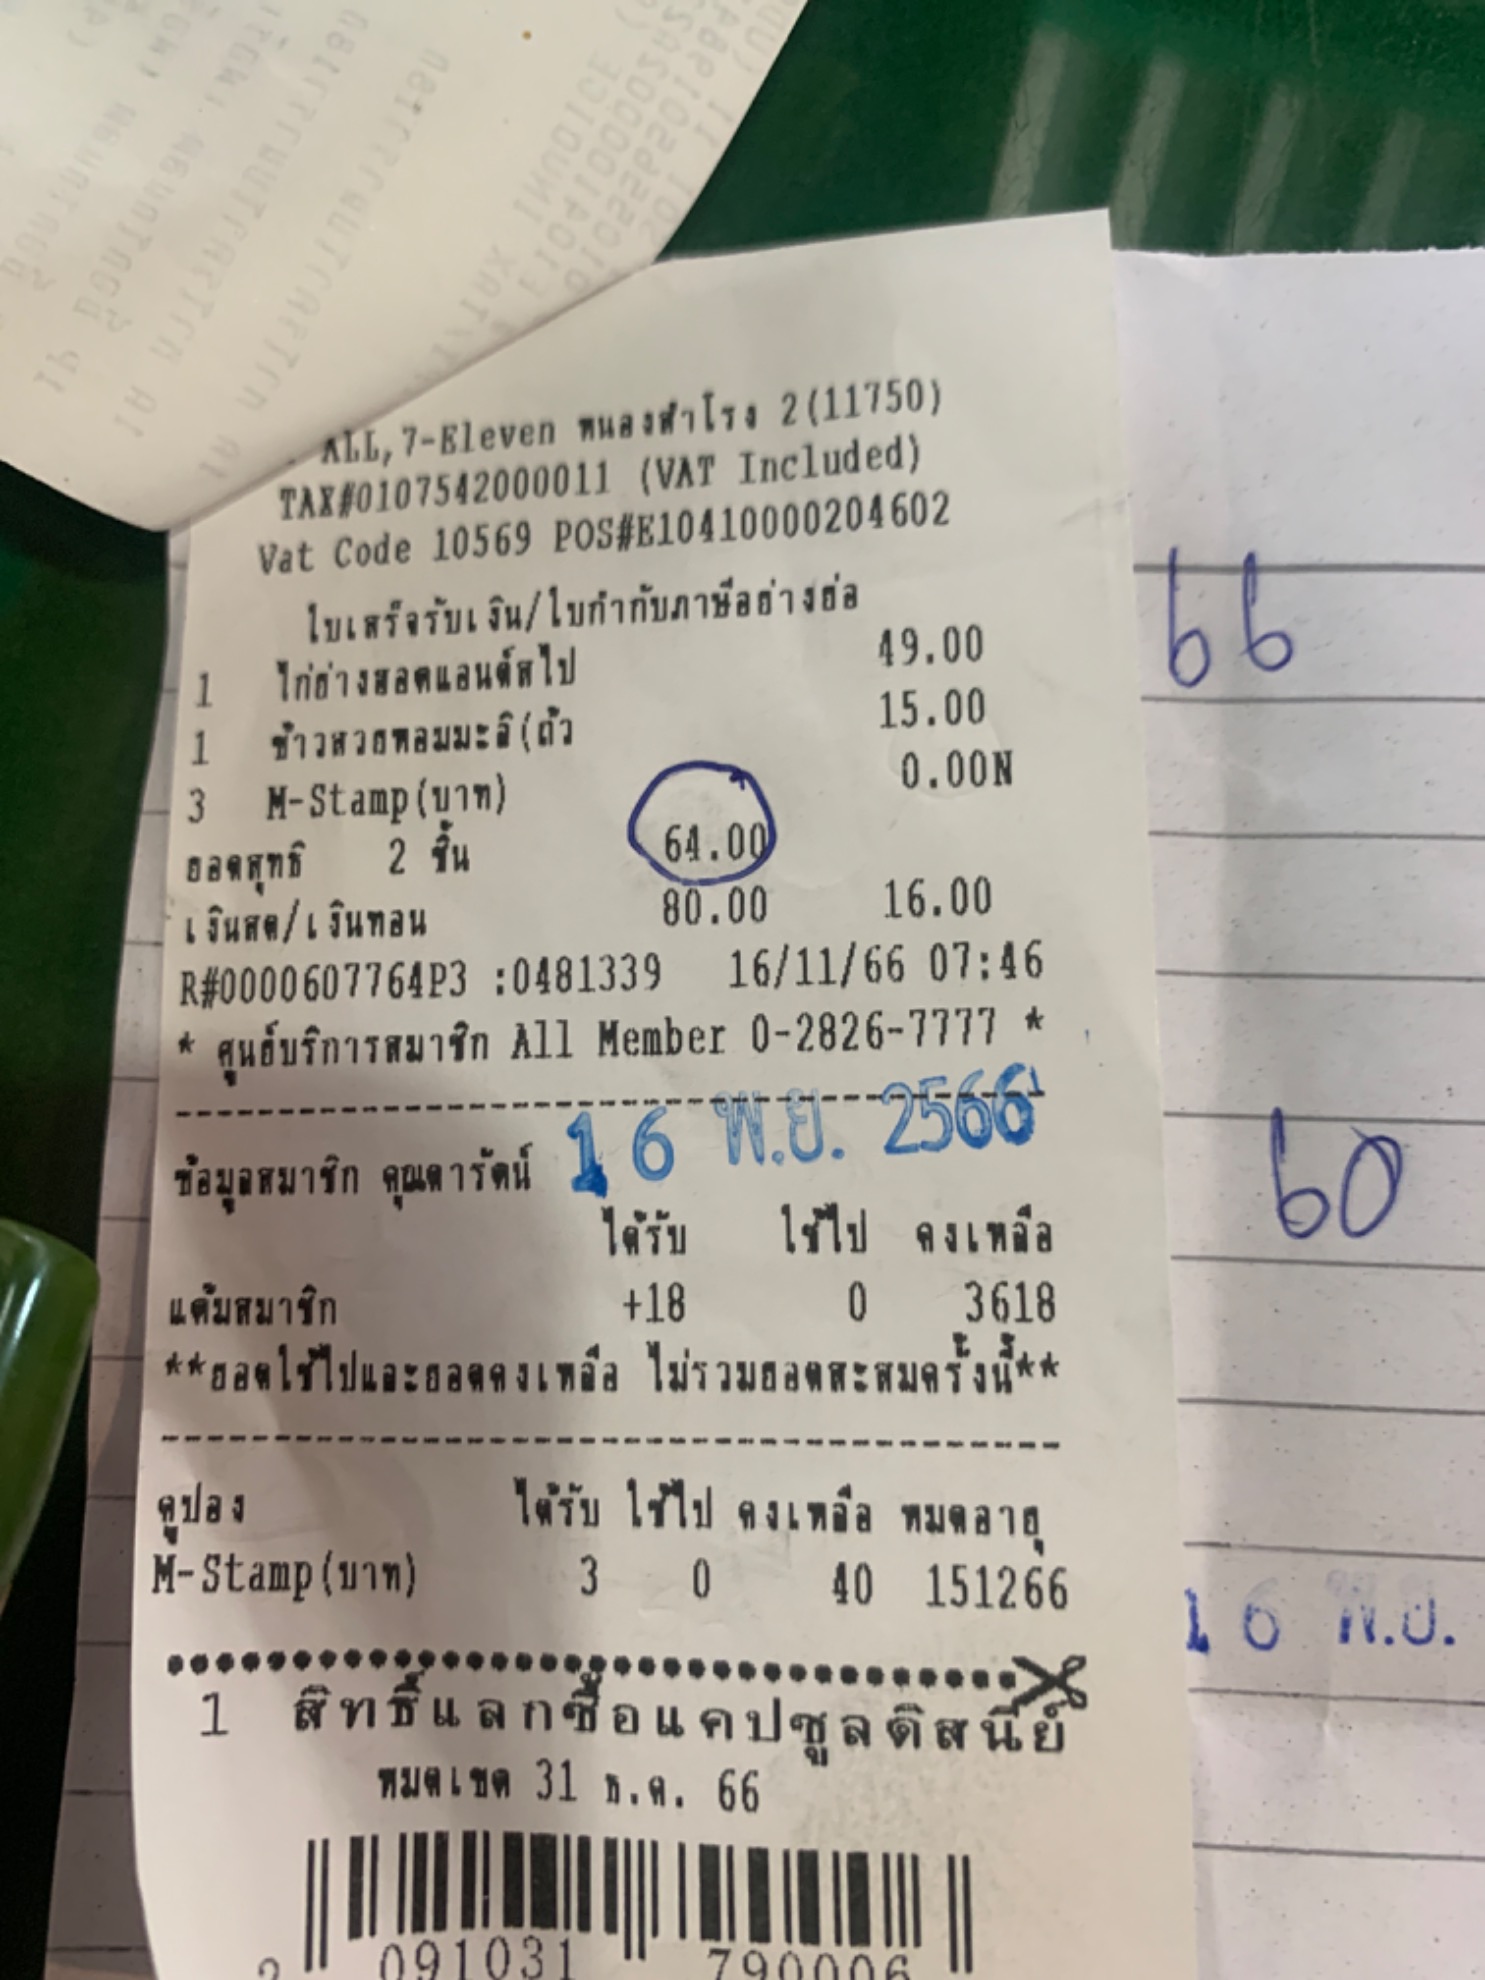 ALL,7-Eleven หนองสำโรง 2(11750)
TAX#0107542000011 (VAT Included)
Vat Code 10569 POS#E10410000204602
ใบเสร็จรับเงิน/ใบกำกับภาษีอย่างย่อ
1 ไก่ย่างฮอตแอนด์สไป 49.00
1 ข้าวสวยหอมมะลิ(ถ้ว 15.00
3 M-Stamp(บาท) 0.00N
ยอดสุทธิ 2 ชิ้น 64.00
เงินสด/เงินทอน 80.00 16.00
R#0000607764P3 :0481339 16/11/66 07:46
* ศูนย์บริการสมาชิก All Member 0-2826-7777 *
16 พ.ย. 2566
ข้อมูลสมาชิก คุณดารัตน์
ได้รับ ใช้ไป คงเหลือ
แต้มสมาชิก +18 0 3618
**ยอดใช้ไปและยอดคงเหลือ ไม่รวมยอดสะสมครั้งนี้**
คูปอง ได้รับ ใช้ไป คงเหลือ หมดอายุ
M-Stamp(บาท) 3 0 40 151266
1 สิทธิ์แลกซื้อแคปซูลดิสนีย์
หมดเขต 31 ธ.ค. 66
2 091031 790006
66
60
16 พ.ย.